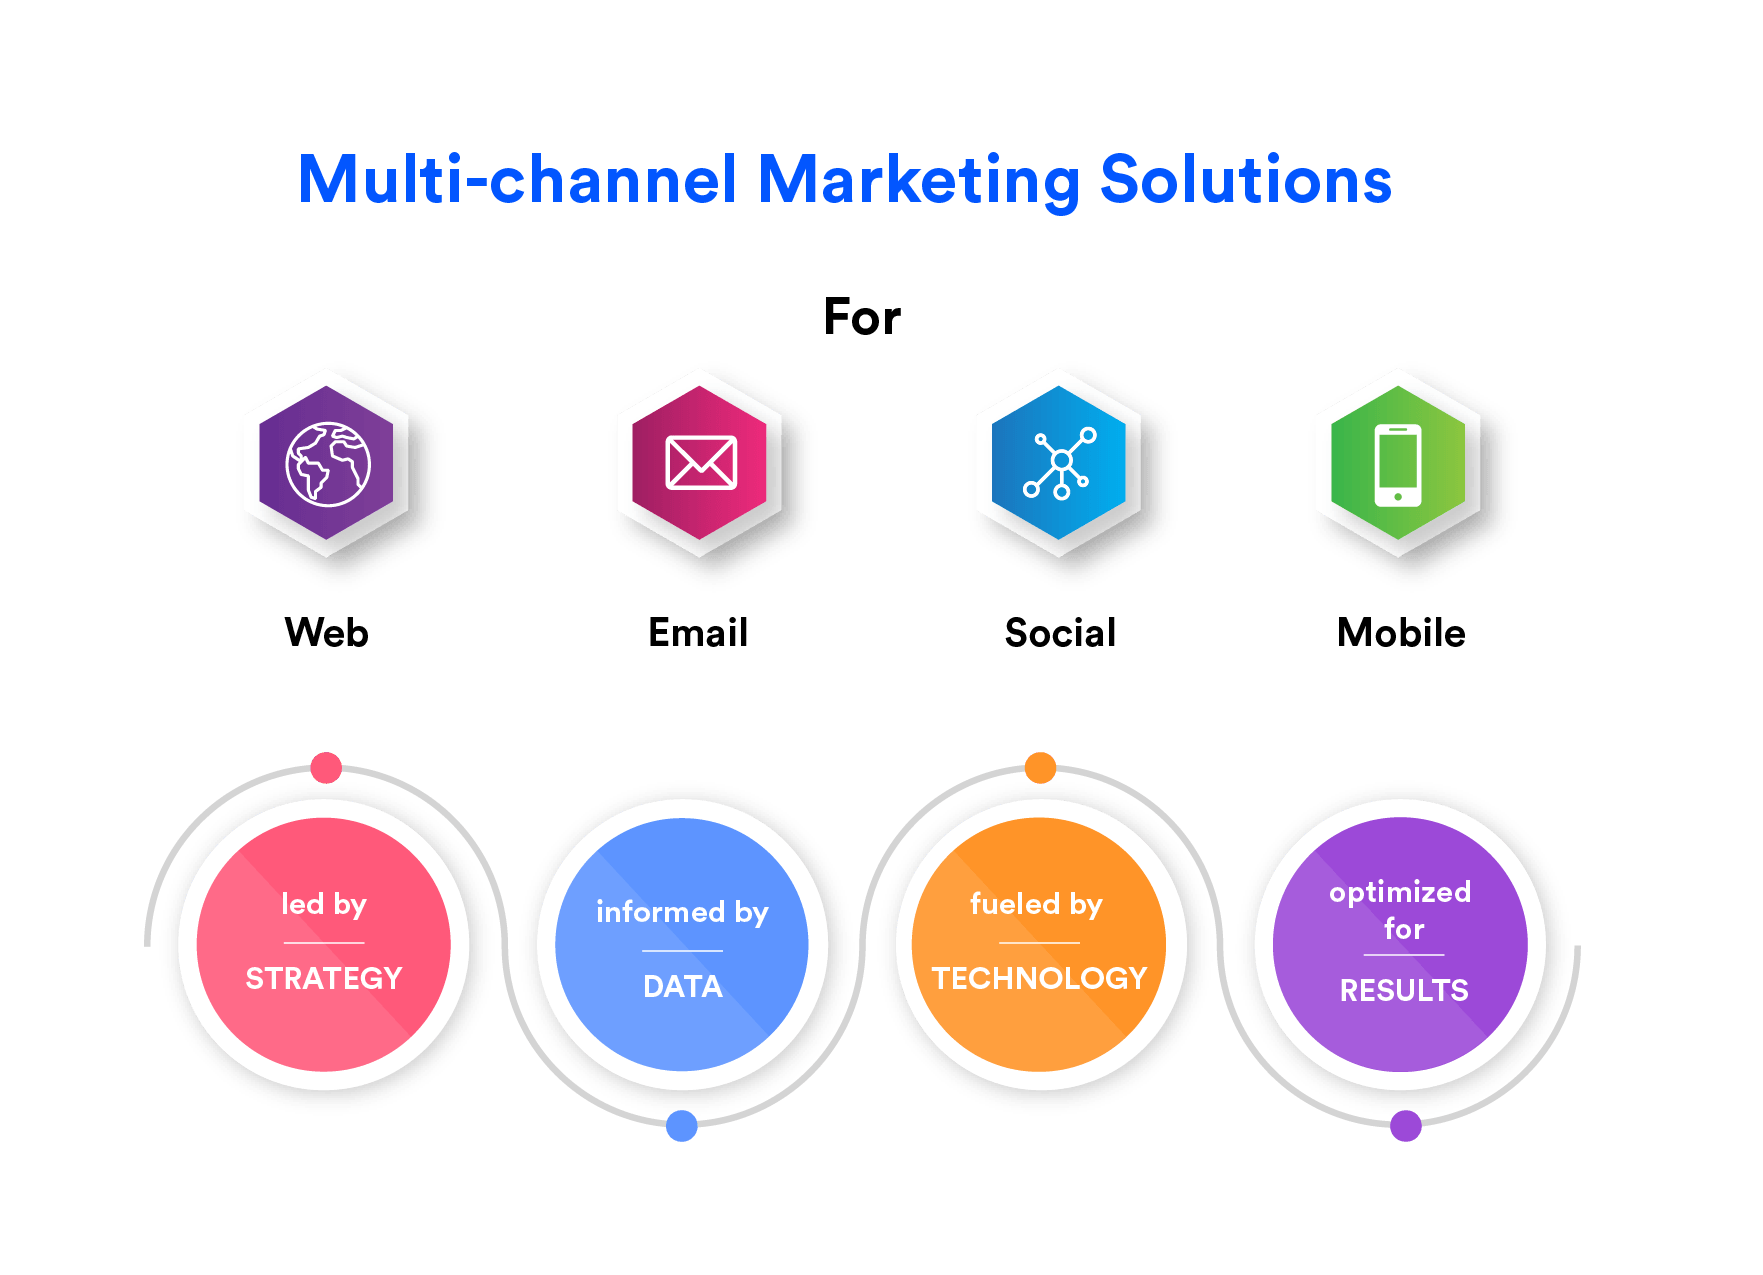 Multi-channel Marketing Solutions
For
Web
Email
Social
Mobile
led by
STRATEGY
informed by
DATA
fueled by
TECHNOLOGY
optimized
for
RESULTS